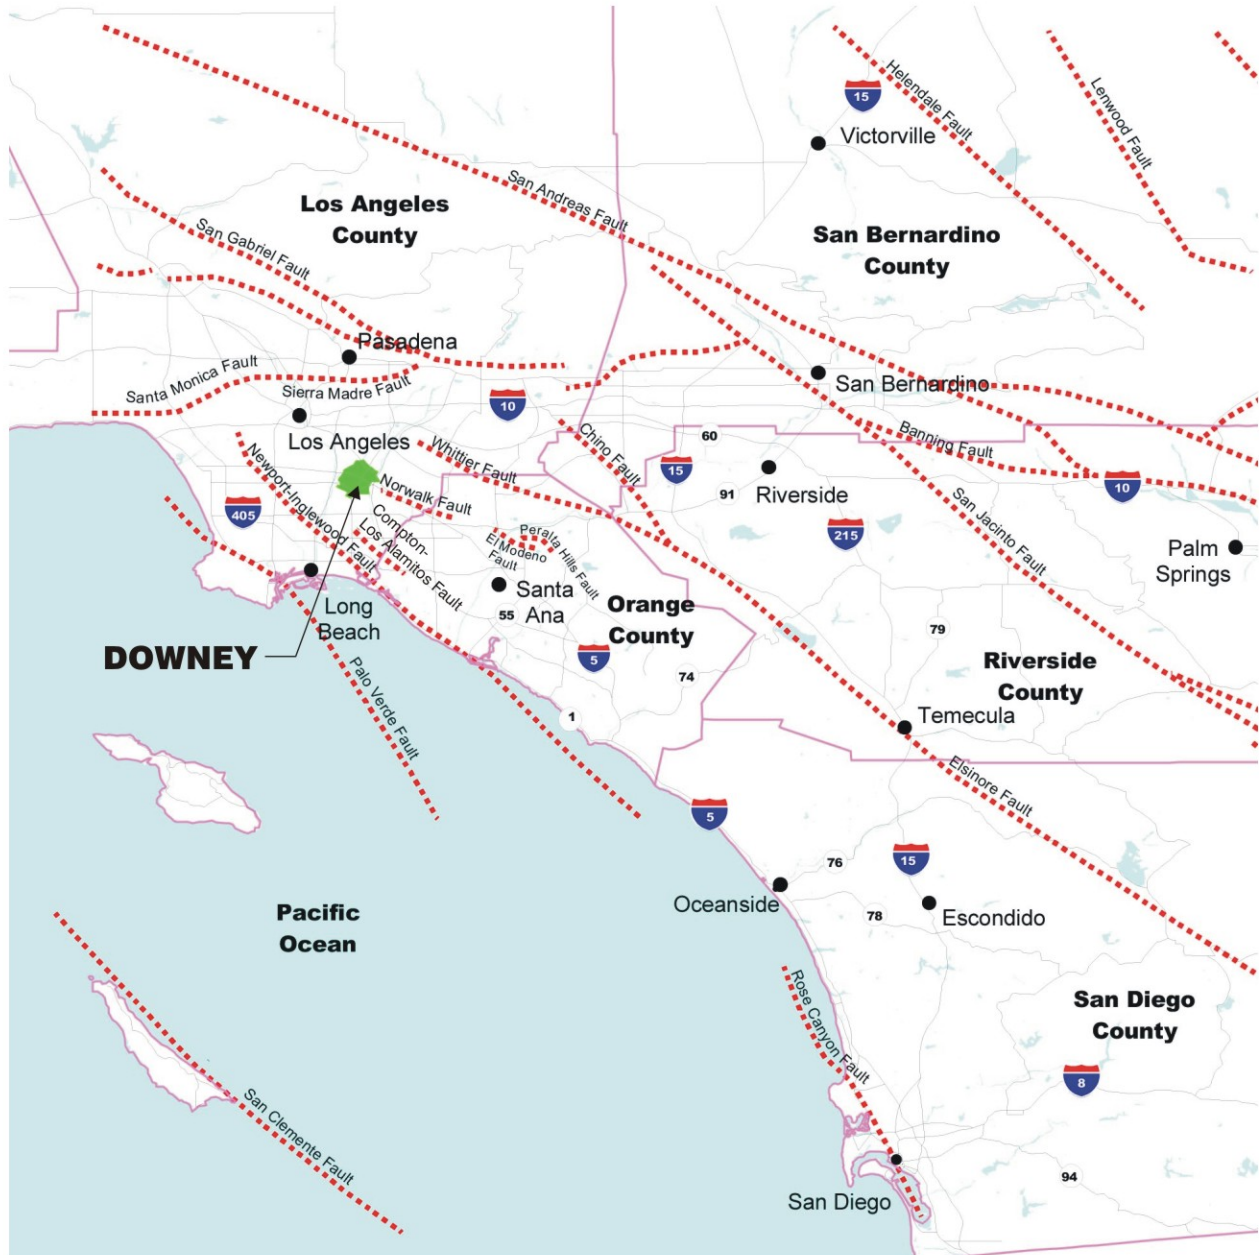 Helendale Fault
Lenwood Fault
15
Victorville
San Andreas Fault
Los Angeles
County
San Bernardino
County
San Gabriel Fault
Pasadena
Santa Monica Fault
Sierra Madre Fault
10
San Bernardino
Los Angeles
Whittier Fault
Chino Fault
60
Banning Fault
Newport-Inglewood Fault
Norwalk Fault
15
91
Riverside
10
405
Compton-
Los Alamitos Fault
Peralta Hills Fault
El Modeno
Fault
San Jacinto Fault
215
Palm
Springs
Long
Beach
Santa
Ana
55
Orange
County
79
DOWNEY
5
74
Riverside
County
Palo Verde Fault
1
Temecula
Elsinore Fault
5
76
15
Oceanside
78
Escondido
Pacific
Ocean
Rose Canyon Fault
San Diego
County
8
San Clemente Fault
94
San Diego